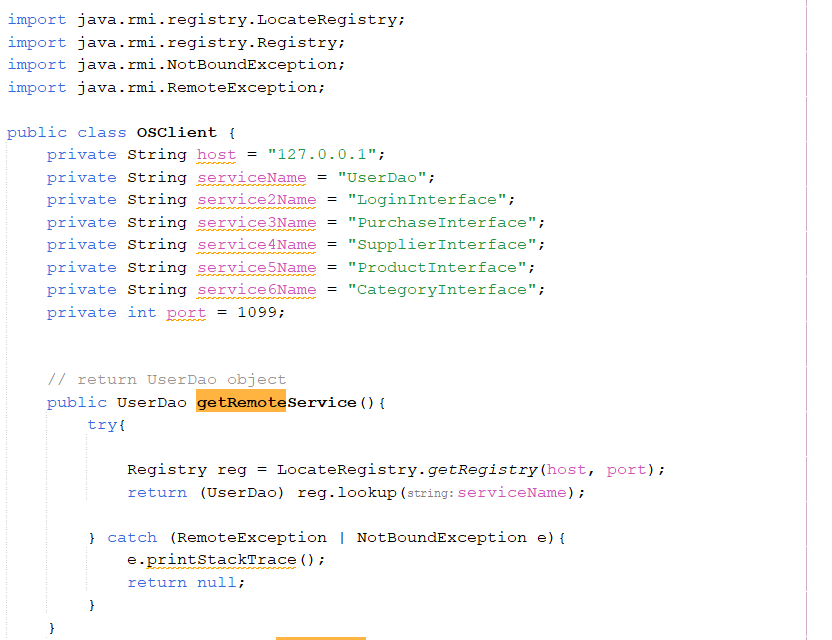 import java.rmi.registry.LocateRegistry;
import java.rmi.registry.Registry;
import java.rmi.NotBoundException;
import java.rmi.RemoteException;
public class OSClient {
private String host = "127.0.0.1";
private String serviceName = "UserDao";
private String service2Name = "LoginInterface";
private String service3Name = "PurchaseInterface";
private String service4Name = "SupplierInterface";
private String service5Name = "ProductInterface";
private String service6Name = "CategoryInterface";
private int port = 1099;
// return UserDao object
public UserDao getRemoteService(){
try{
Registry reg = LocateRegistry.getRegistry(host, port);
return (UserDao) reg.lookup(string: serviceName);
} catch (RemoteException | NotBoundException e){
e.printStackTrace();
return null;
}
}